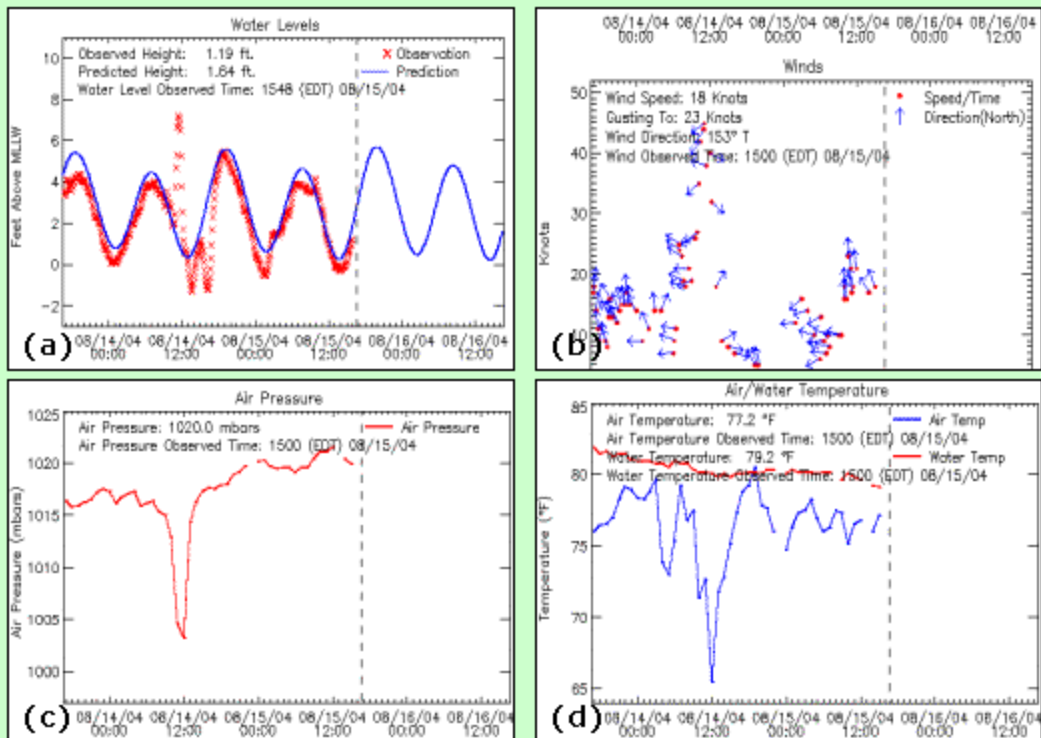 Water Levels
Observed Height: 1.19 ft.
Predicted Height: 1.64 ft.
Water Level Observed Time: 1548 (EDT) 08/15/04
Observation
Prediction
Feet Above MLLW
10
8
6
4
2
0
-2
08/14/04 08/14/04 08/15/04 08/15/04 08/16/04 08/16/04
00:00 12:00 00:00 12:00 00:00 12:00
(a)
08/14/04 08/14/04 08/15/04 08/15/04 08/16/04 08/16/04
00:00 12:00 00:00 12:00 00:00 12:00
Winds
Wind Speed: 18 Knots
Gusting To: 23 Knots
Wind Direction: 153° T
Wind Observed Time: 1500 (EDT) 08/15/04
Speed/Time
Direction(North)
Knots
50
40
30
20
10
(b)
Air Pressure
Air Pressure: 1020.0 mbars
Air Pressure Observed Time: 1500 (EDT) 08/15/04
Air Pressure
Air Pressure (mbars)
1025
1020
1015
1010
1005
1000
08/14/04 08/14/04 08/15/04 08/15/04 08/16/04 08/16/04
00:00 12:00 00:00 12:00 00:00 12:00
(c)
Air/Water Temperature
Air Temperature: 77.2 °F
Air Temperature Observed Time: 1500 (EDT) 08/15/04
Water Temperature: 79.2 °F
Water Temperature Observed Time: 1500 (EDT) 08/15/04
Air Temp
Water Temp
Temperature (°F)
85
80
75
70
65
08/14/04 08/14/04 08/15/04 08/15/04 08/16/04 08/16/04
00:00 12:00 00:00 12:00 00:00 12:00
(d)